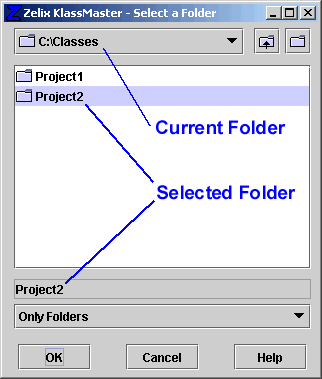 Zelix KlassMaster - Select a Folder
C:\Classes
Project1
Project2
Current Folder
Selected Folder
Project2
Only Folders
OK Cancel Help